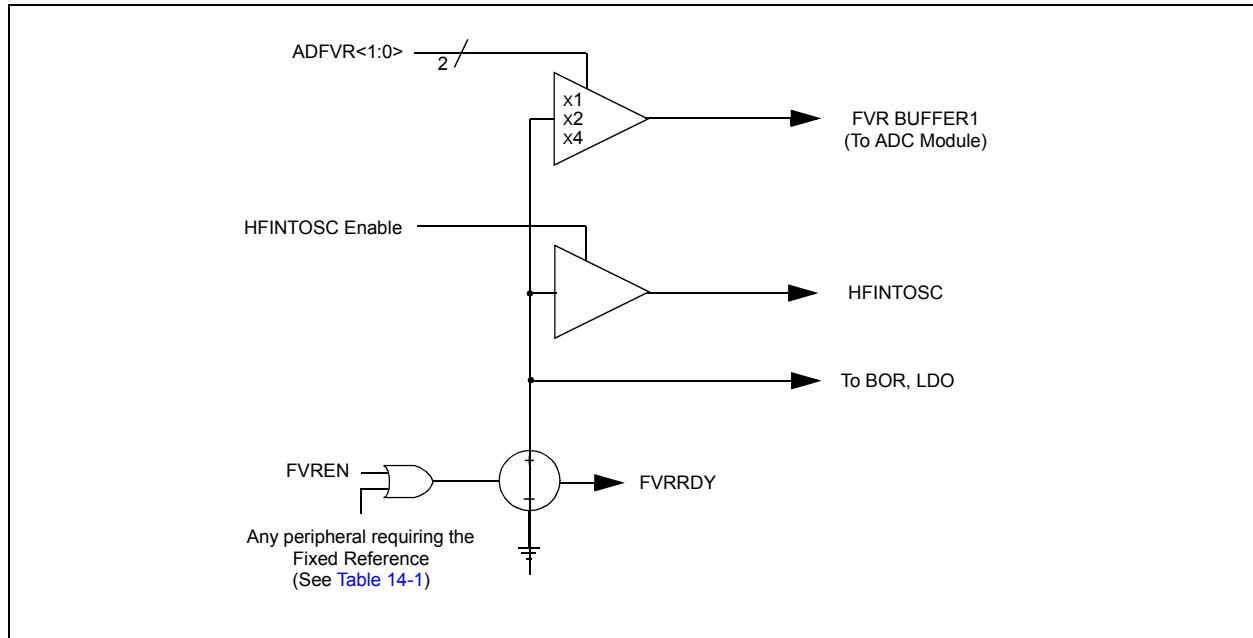 ADFVR<1:0>
2
X1
X2
X4
FVR BUFFER1
(To ADC Module)
HFINTOSC Enable
HFINTOSC
To BOR, LDO
FVREN
+
_
FVRRDY
Any peripheral requiring the
Fixed Reference
(See Table 14-1)